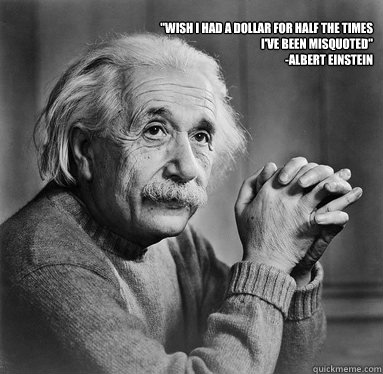 "WISH I HAD A DOLLAR FOR HALF THE TIMES
I'VE BEEN MISQUOTED"
-ALBERT EINSTEIN
quickmeme.com